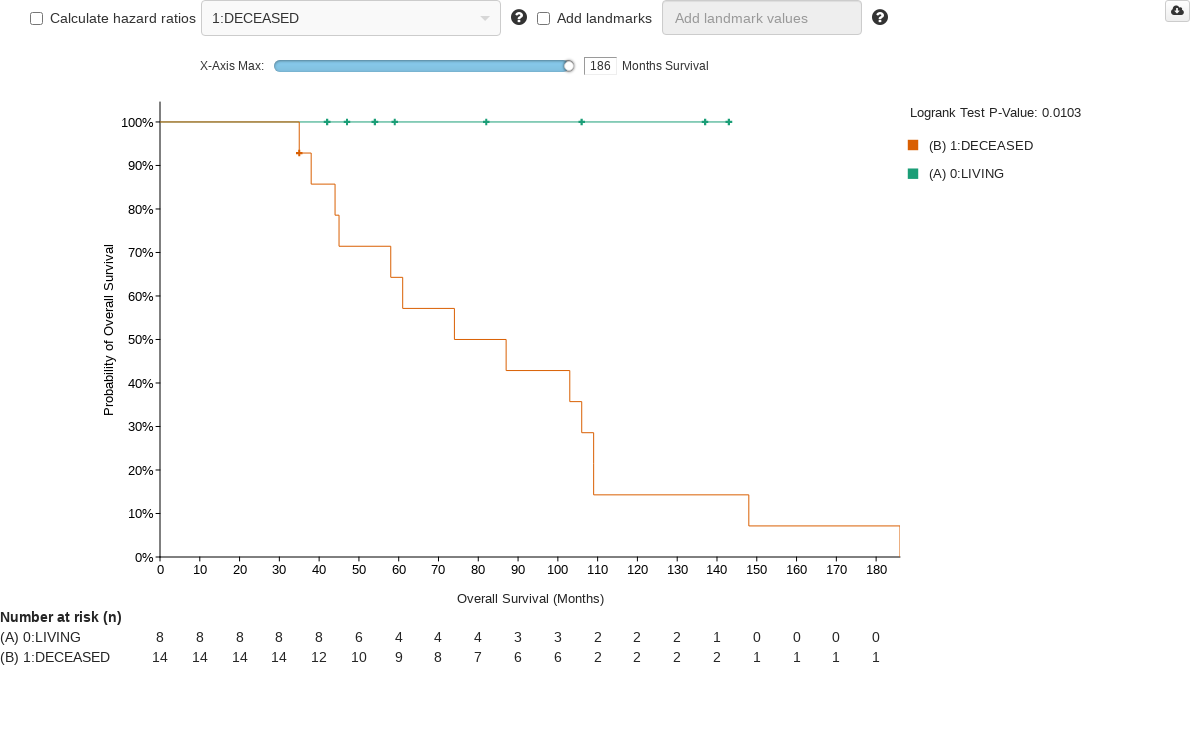 Calculate hazard ratios 1:DECEASED Add landmarks Add landmark values
X-Axis Max: 186 Months Survival
Logrank Test P-Value: 0.0103
(B) 1:DECEASED
(A) 0:LIVING
Probability of Overall Survival
100%
90%
80%
70%
60%
50%
40%
30%
20%
10%
0%
0 10 20 30 40 50 60 70 80 90 100 110 120 130 140 150 160 170 180
Overall Survival (Months)
Number at risk (n)
(A) 0:LIVING 8 8 8 8 8 6 4 4 4 3 3 2 2 2 1 0 0 0 0
(B) 1:DECEASED 14 14 14 14 12 10 9 8 7 6 6 2 2 2 2 1 1 1 1